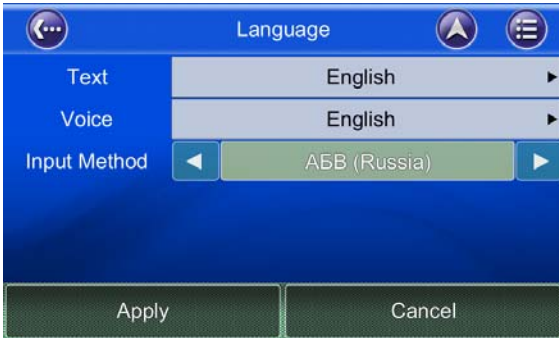 Language
Text English
Voice English
Input Method АБВ (Russia)
Apply Cancel